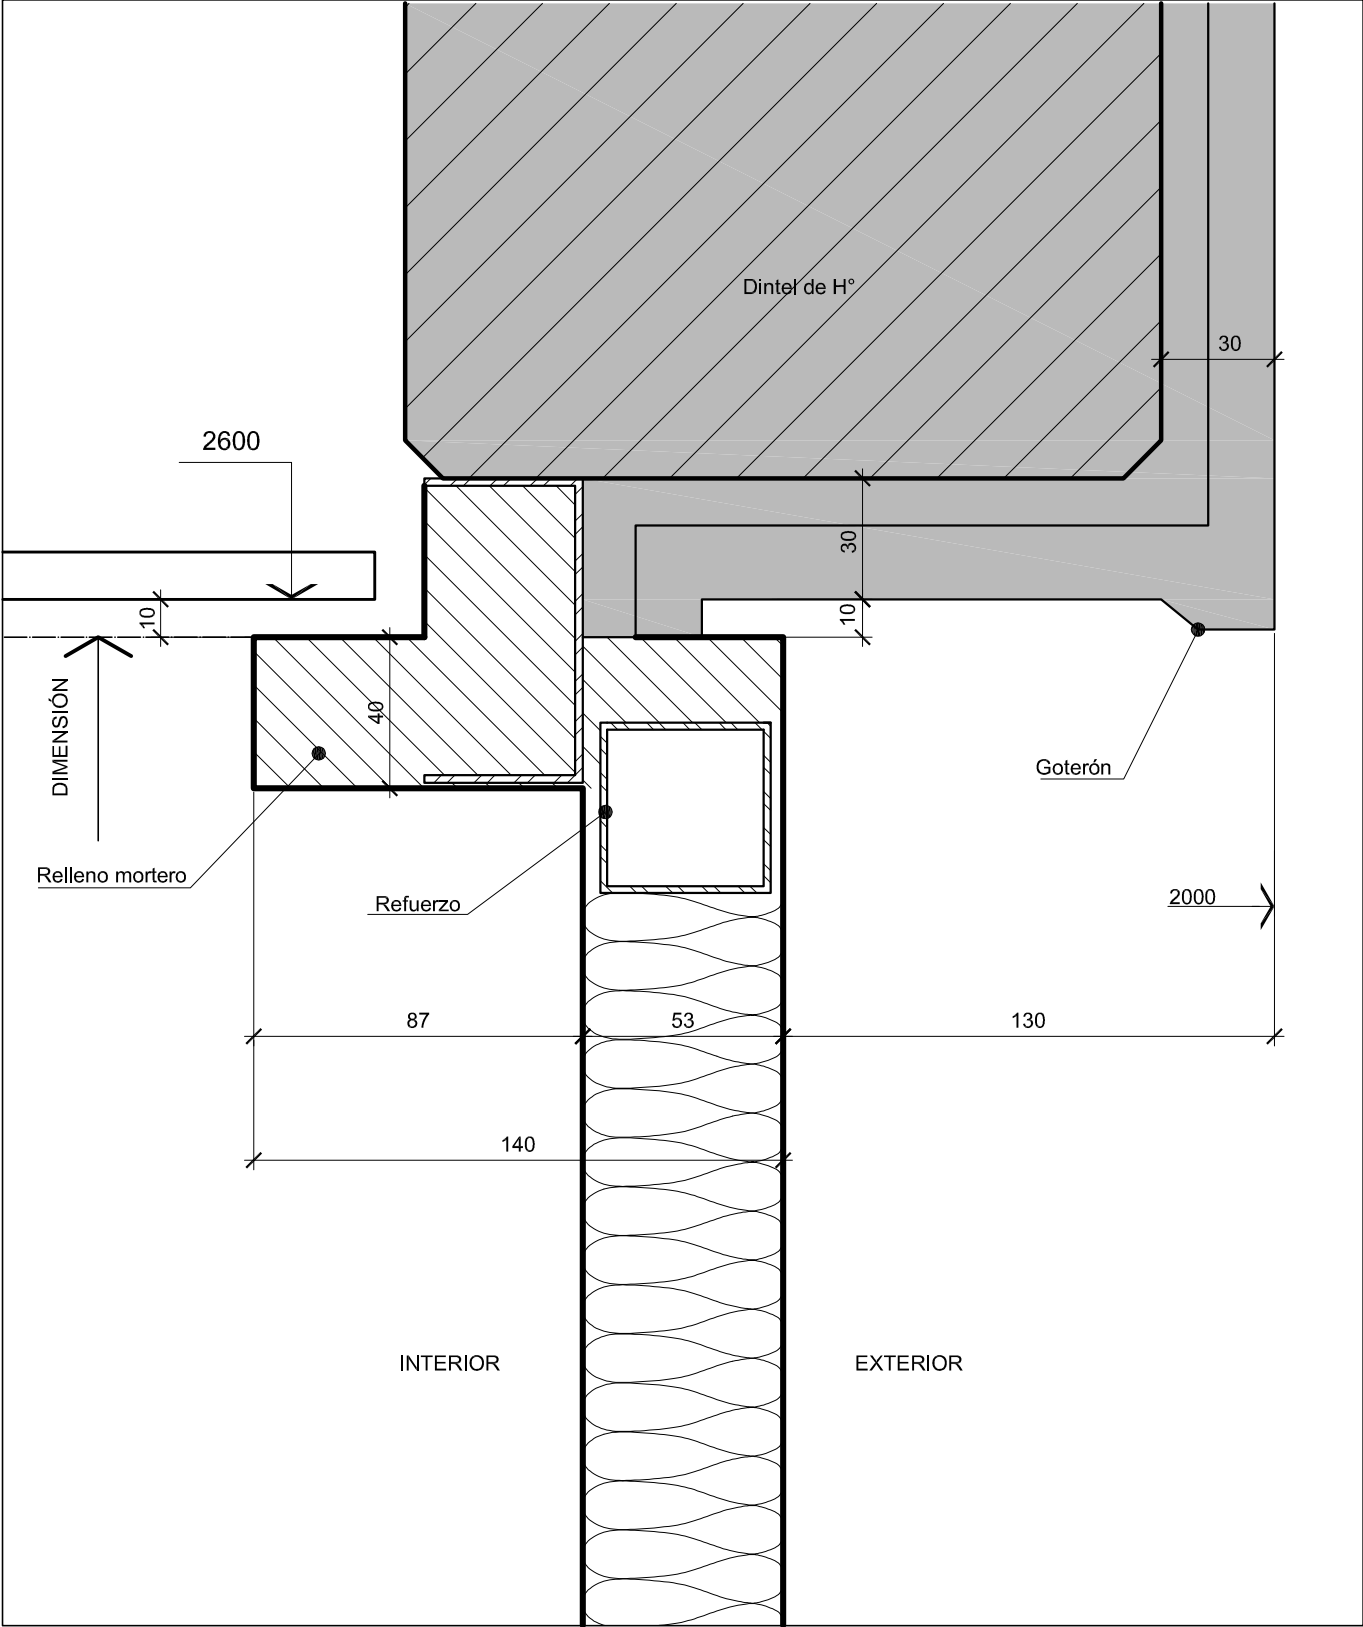 Dintel de H°
30
2600
30
10
10
DIMENSIÓN
40
Goterón
Relleno mortero
Refuerzo
2000
87
53
130
140
INTERIOR
EXTERIOR